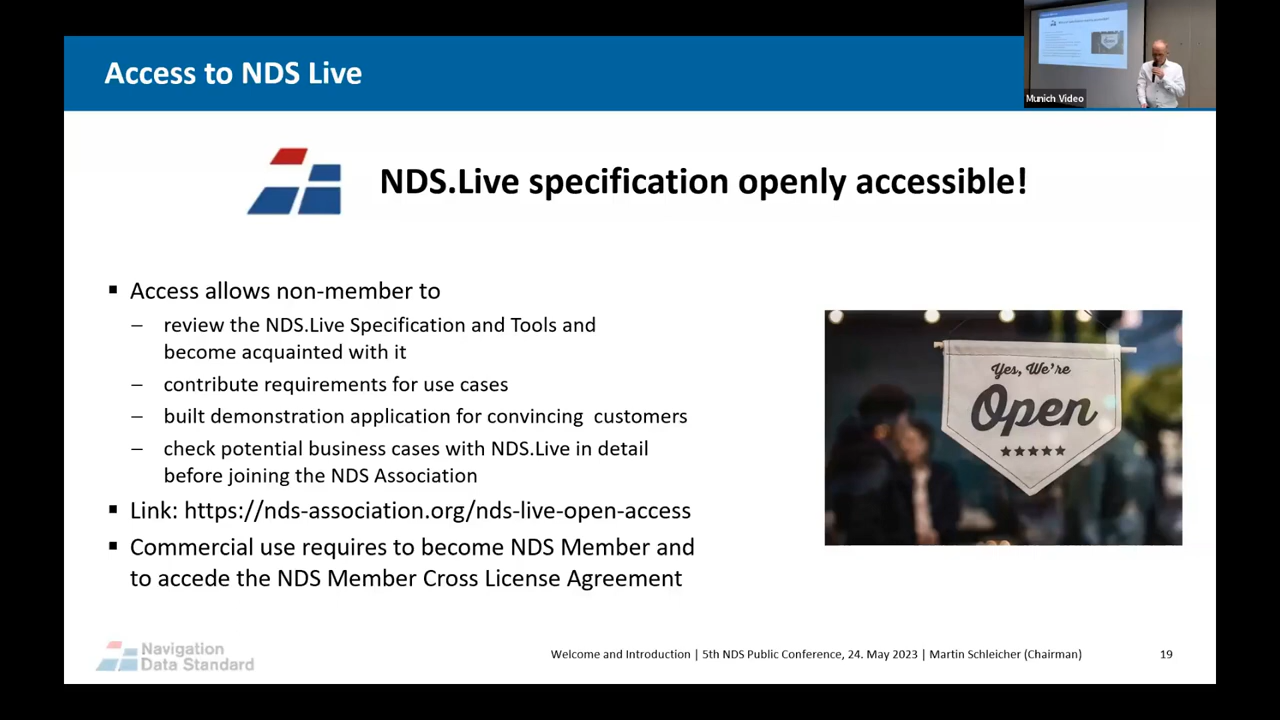 Access to NDS Live
Munich Video
NDS.Live specification openly accessible!
▪ Access allows non-member to
– review the NDS.Live Specification and Tools and
become acquainted with it
– contribute requirements for use cases
– built demonstration application for convincing customers
– check potential business cases with NDS.Live in detail
before joining the NDS Association
▪ Link: https://nds-association.org/nds-live-open-access
▪ Commercial use requires to become NDS Member and
to accede the NDS Member Cross License Agreement
Yes, We're
Open
★★★★★
Navigation
Data Standard
Welcome and Introduction | 5th NDS Public Conference, 24. May 2023 | Martin Schleicher (Chairman)
19